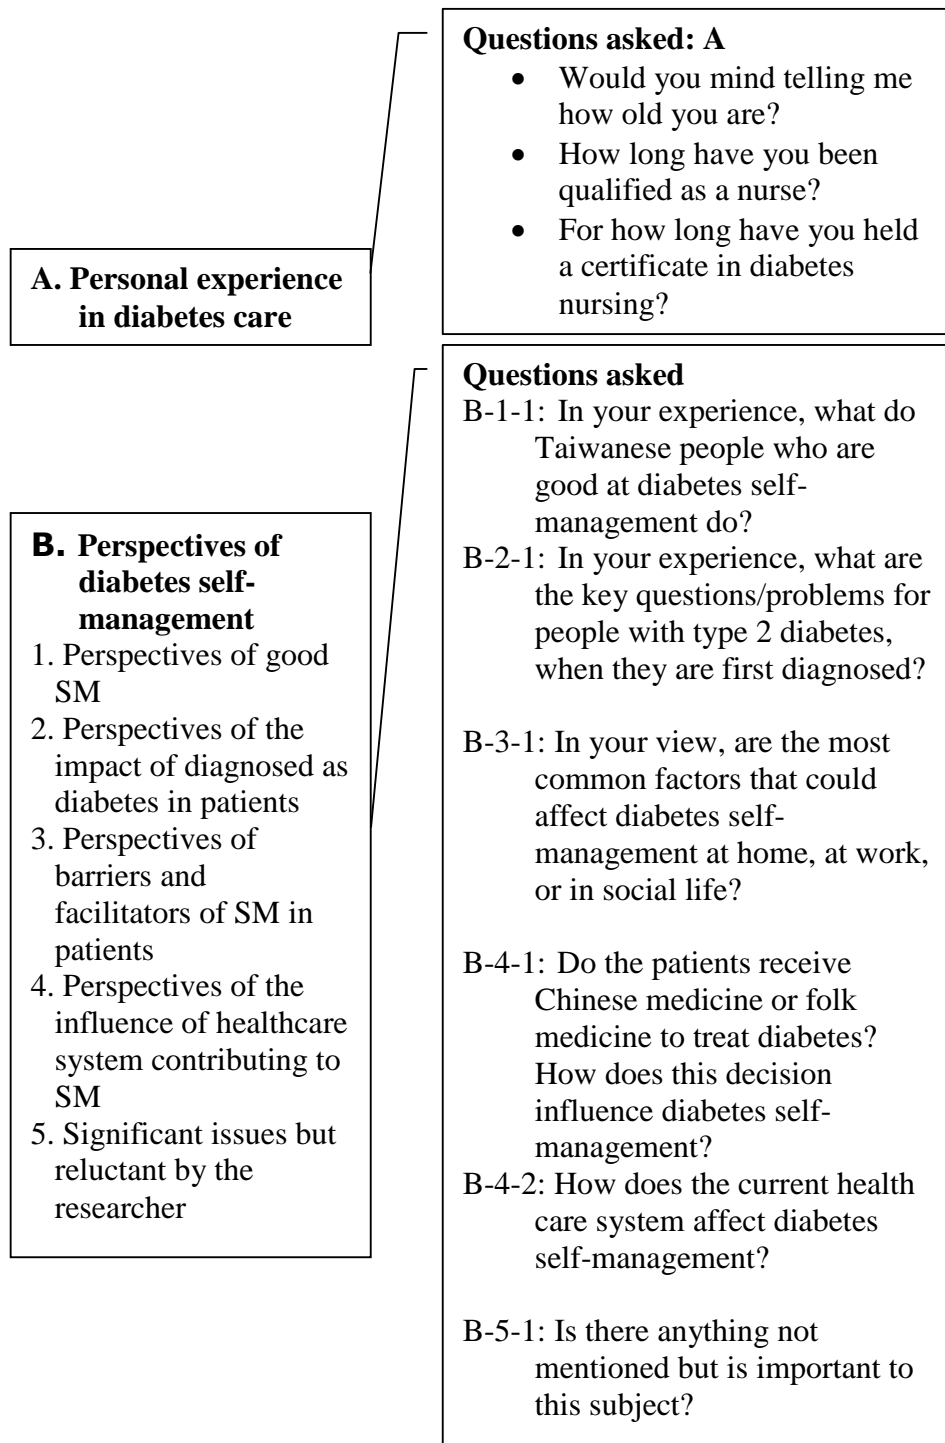 A. Personal experience
in diabetes care
Questions asked: A
• Would you mind telling me
how old you are?
• How long have you been
qualified as a nurse?
• For how long have you held
a certificate in diabetes
nursing?
B. Perspectives of
diabetes self-
management
1. Perspectives of good
SM
2. Perspectives of the
impact of diagnosed as
diabetes in patients
3. Perspectives of
barriers and
facilitators of SM in
patients
4. Perspectives of the
influence of healthcare
system contributing to
SM
5. Significant issues but
reluctant by the
researcher
Questions asked
B-1-1: In your experience, what do
Taiwanese people who are
good at diabetes self-
management do?
B-2-1: In your experience, what are
the key questions/problems for
people with type 2 diabetes,
when they are first diagnosed?
B-3-1: In your view, are the most
common factors that could
affect diabetes self-
management at home, at work,
or in social life?
B-4-1: Do the patients receive
Chinese medicine or folk
medicine to treat diabetes?
How does this decision
influence diabetes self-
management?
B-4-2: How does the current health
care system affect diabetes
self-management?
B-5-1: Is there anything not
mentioned but is important to
this subject?